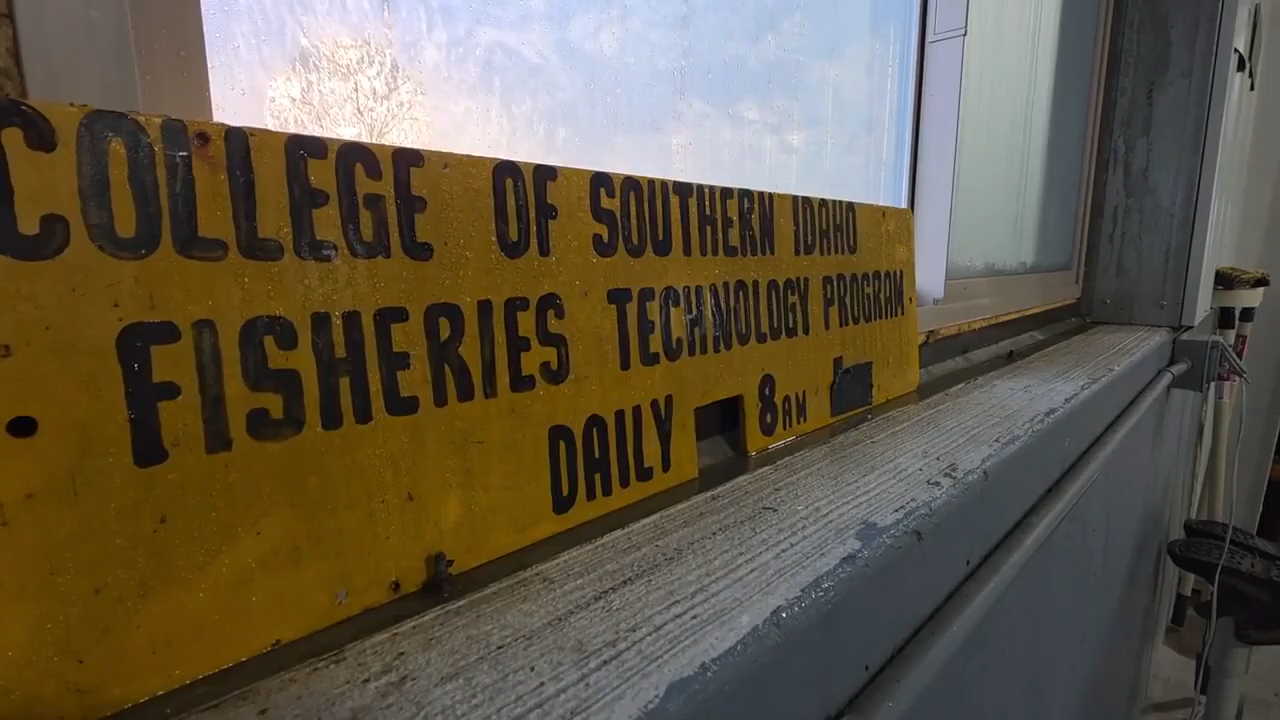 COLLEGE OF SOUTHERN IDAHO
FISHERIES TECHNOLOGY PROGRAM
DAILY 8AM